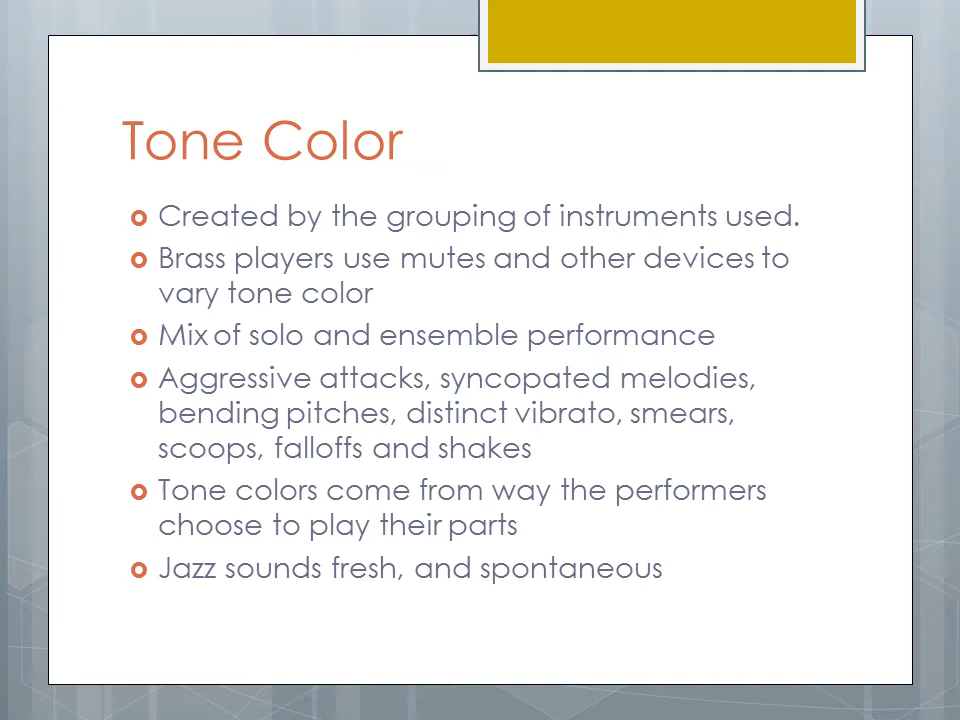 Tone Color
Created by the grouping of instruments used.
Brass players use mutes and other devices to
vary tone color
Mix of solo and ensemble performance
Aggressive attacks, syncopated melodies,
bending pitches, distinct vibrato, smears,
scoops, falloffs and shakes
Tone colors come from way the performers
choose to play their parts
Jazz sounds fresh, and spontaneous